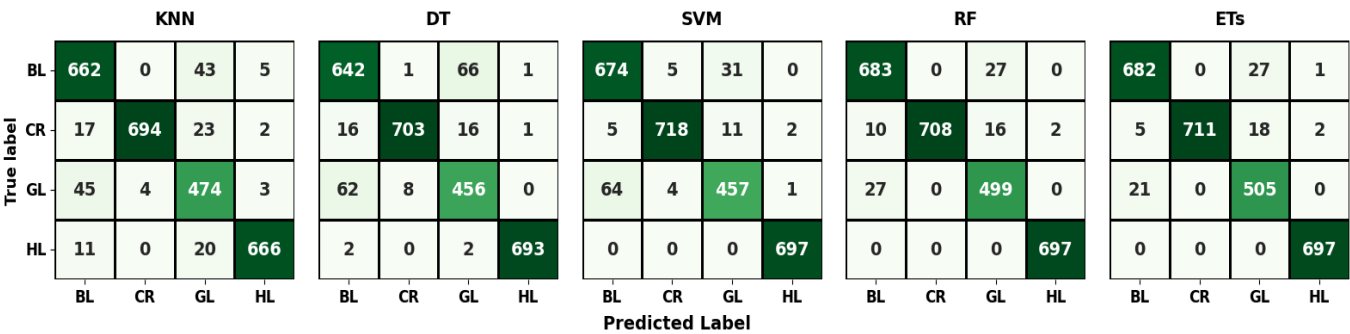 KNN DT SVM RF ETs
BL 662 0 43 5 642 1 66 1 674 5 31 0 683 0 27 0 682 0 27 1
CR 17 694 23 2 16 703 16 1 5 718 11 2 10 708 16 2 5 711 18 2
GL 45 4 474 3 62 8 456 0 64 4 457 1 27 0 499 0 21 0 505 0
HL 11 0 20 666 2 0 2 693 0 0 0 697 0 0 0 697 0 0 0 697
BL CR GL HL BL CR GL HL BL CR GL HL BL CR GL HL BL CR GL HL
True label
Predicted Label